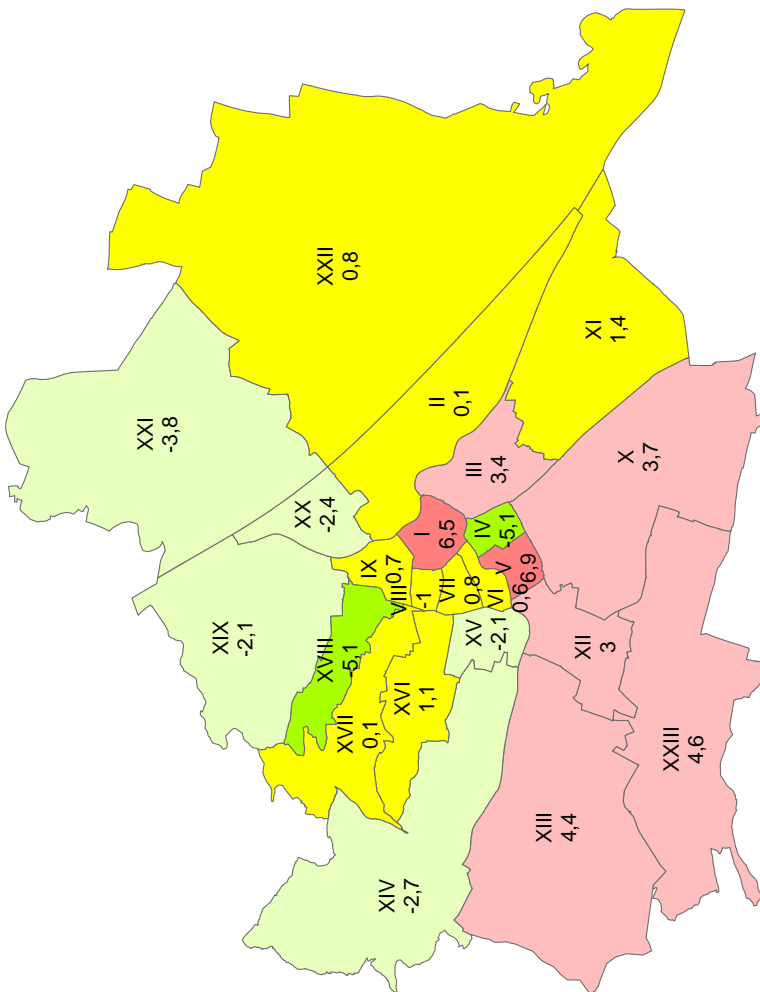 XXII
0,8
XI
1,4
XXI
-3,8
II
0,1
X
3,7
III
3,4
XX
-2,4
I
6,5
IV
-5,1
V
6,9
IX
0,7
VIII
-1
VII
0,8
VI
0,6
XIX
-2,1
XV
-2,1
XII
3
XVIII
-5,1
XVI
1,1
XVII
0,1
XXIII
4,6
XIII
4,4
XIV
-2,7